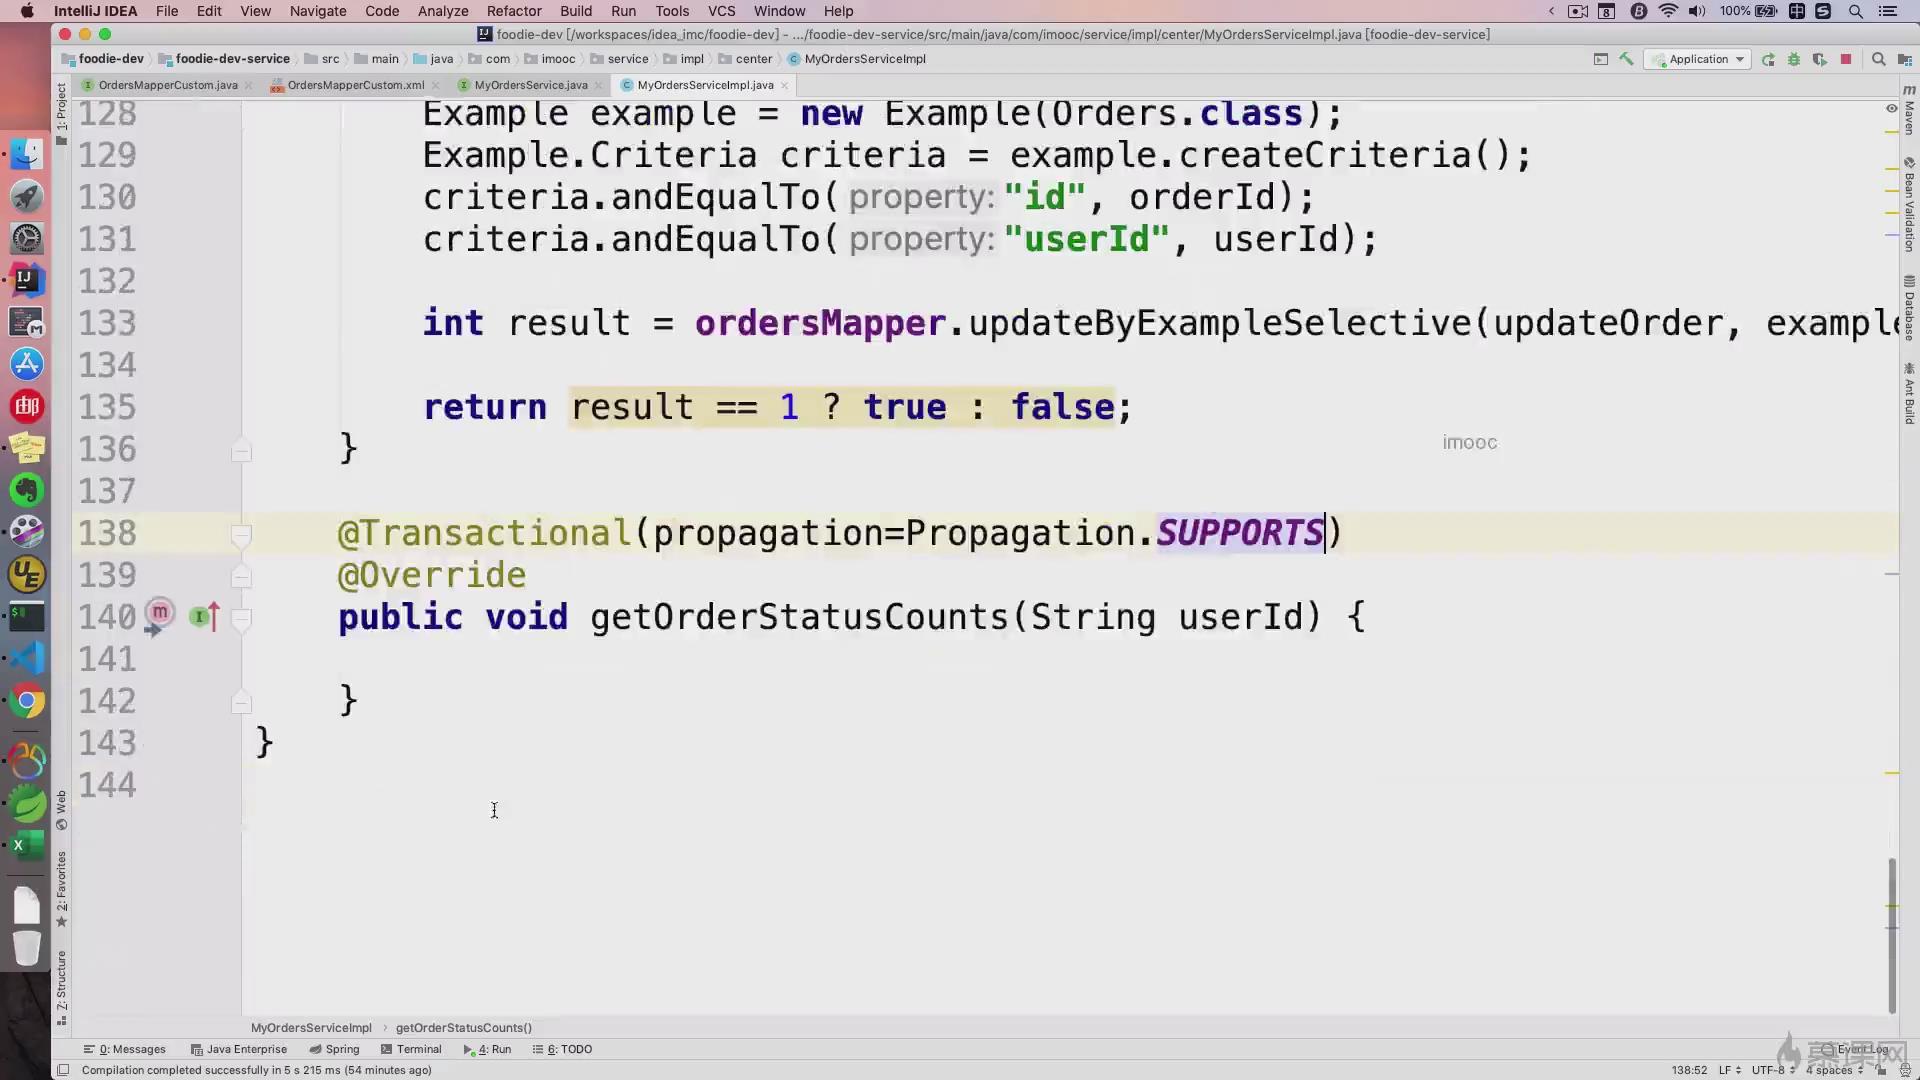 IntelliJ IDEA File Edit View Navigate Code Analyze Refactor Build Run Tools VCS Window Help 8 100%
foodie-dev [/workspaces/idea_imc/foodie-dev] - .../foodie-dev-service/src/main/java/com/imooc/service/impl/center/MyOrdersServiceImpl.java [foodie-dev-service]
foodie-dev foodie-dev-service src main java com imooc service impl center MyOrdersServiceImpl Application
OrdersMapperCustom.java OrdersMapperCustom.xml MyOrdersService.java MyOrdersServiceImpl.java
1: Project
Web
2: Favorites
7: Structure
128 Example example = new Example(Orders.class);
129 Example.Criteria criteria = example.createCriteria();
130 criteria.andEqualTo( property: "id", orderId);
131 criteria.andEqualTo( property: "userId", userId);
132
133 int result = ordersMapper.updateByExampleSelective(updateOrder, example
134
135 return result == 1 ? true : false;
136 }
imooc
137
138 @Transactional(propagation=Propagation.SUPPORTS)
139 @Override
140 public void getOrderStatusCounts(String userId) {
141
142 }
143 }
144
Maven
Bean Validation
Database
Ant Build
MyOrdersServiceImpl › getOrderStatusCounts()
0: Messages Java Enterprise Spring Terminal 4: Run 6: TODO Event Log
慕课网
Compilation completed successfully in 5 s 215 ms (54 minutes ago) 138:52 LF UTF-8 4 spaces